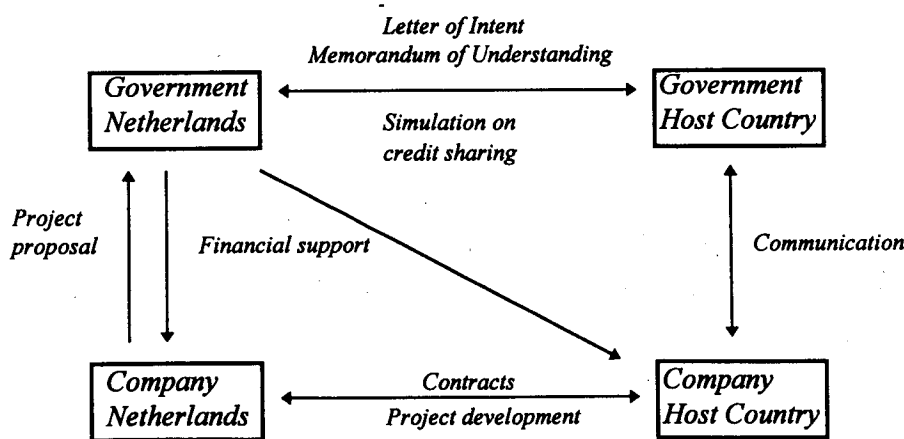 Letter of Intent
Memorandum of Understanding
Government
Netherlands
Government
Host Country
Simulation on
credit sharing
Project
proposal
Financial support
Communication
Company
Netherlands
Contracts
Project development
Company
Host Country